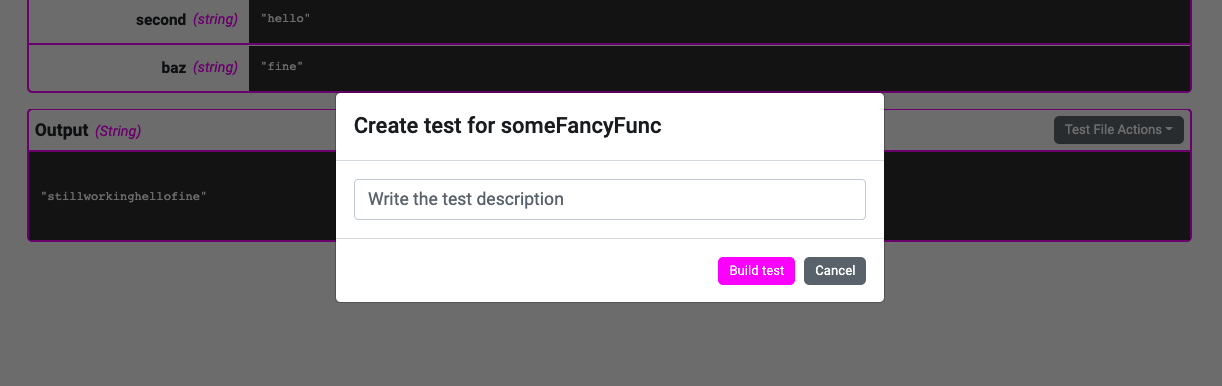 second (string) "hello"
baz (string) "fine"
Create test for someFancyFunc
Output (String) Test File Actions
Write the test description
"stillworkinghellofine"
Build test Cancel